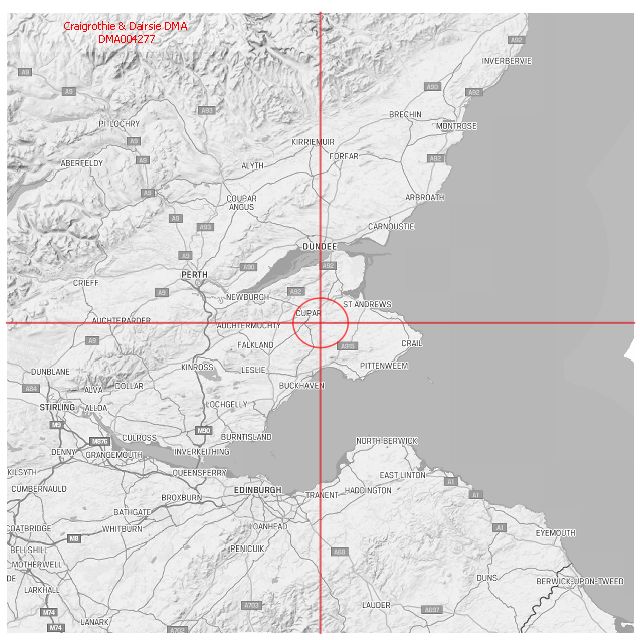 Craigrothie & Dairsie DMA
DMA004277
A92
INVERBERVIE
A9
A9
A90
A92
A93
BRECHIN
PITLOCHRY
MONTROSE
A9
KIRRIEMUIR
FORFAR
A9
A92
ABERFELDY
ALYTH
A9
ARBROATH
COUPAR
ANGUS
A9
A93
CARNOUSTIE
DUNDEE
A9
A90
A92
PERTH
CRIEFF
A9
A92
NEWBURGH
ST ANDREWS
CUPAR
AUCHTERARDER
AUCHTERMUCHTY
A9
FALKLAND
A915
CRAIL
KINROSS
LESLIE
PITTENWEEM
DUNBLANE
A84
ALVA
DOLLAR
BUCKHAVEN
STIRLING
ALLOA
LOCHGELLY
M9
M876
CULROSS
M90
BURNTISLAND
NORTH BERWICK
DENNY
GRANGEMOUTH
INVERKEITHING
KILSYTH
QUEENSFERRY
EAST LINTON
A1
CUMBERNAULD
BROXBURN
EDINBURGH
TRANENT
HADDINGTON
A1
BATHGATE
COATBRIDGE
WHITBURN
LOANHEAD
A1
EYEMOUTH
M8
BELLSHILL
PENICUIK
A68
MOTHERWELL
DE
DUNS
BERWICK-UPON-TWEED
LARKHALL
M74
A703
LAUDER
A697
LANARK
M74
A702